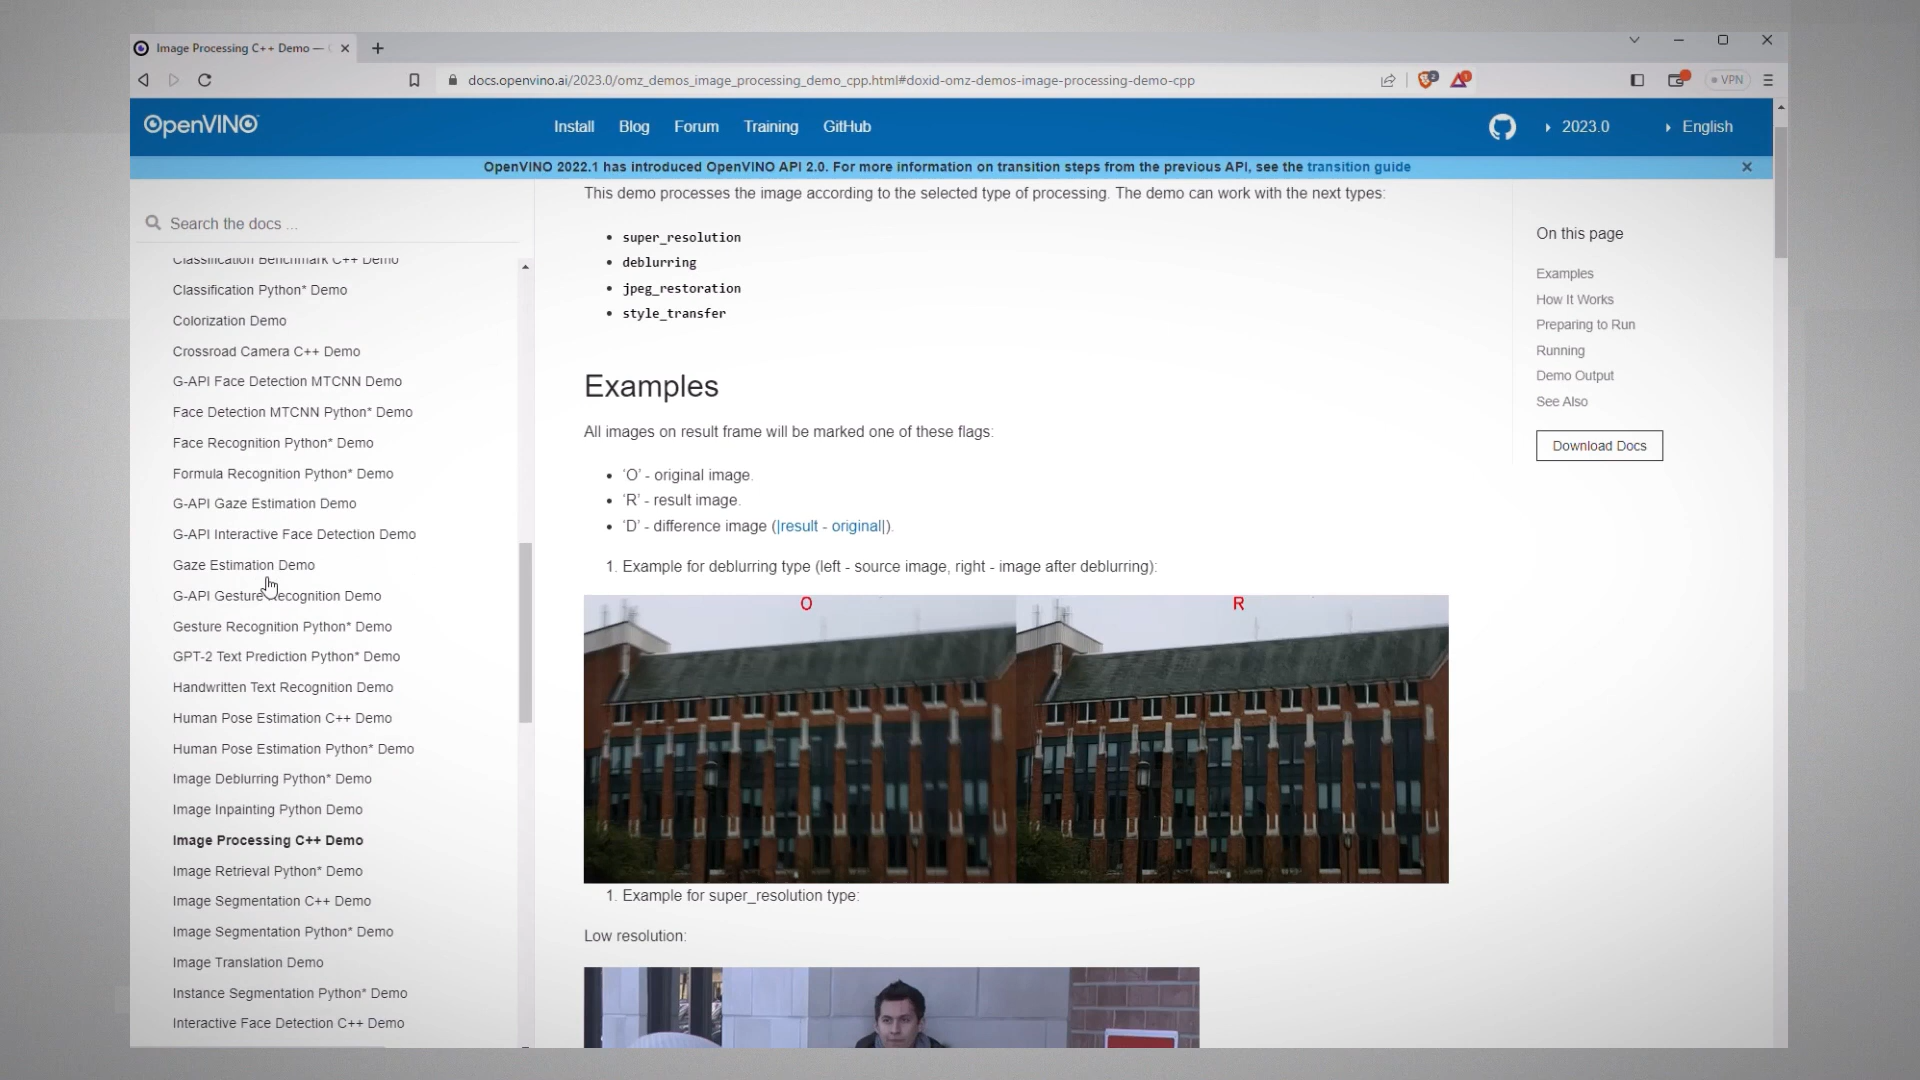 Image Processing C++ Demo —
docs.openvino.ai/2023.0/omz_demos_image_processing_demo_cpp.html#doxid-omz-demos-image-processing-demo-cpp
2
1
VPN
OpenVINO
Install
Blog
Forum
Training
GitHub
2023.0
English
OpenVINO 2022.1 has introduced OpenVINO API 2.0. For more information on transition steps from the previous API, see the transition guide
Search the docs ...
Classification Benchmark C++ Demo
Classification Python* Demo
Colorization Demo
Crossroad Camera C++ Demo
G-API Face Detection MTCNN Demo
Face Detection MTCNN Python* Demo
Face Recognition Python* Demo
Formula Recognition Python* Demo
G-API Gaze Estimation Demo
G-API Interactive Face Detection Demo
Gaze Estimation Demo
G-API Gesture Recognition Demo
Gesture Recognition Python* Demo
GPT-2 Text Prediction Python* Demo
Handwritten Text Recognition Demo
Human Pose Estimation C++ Demo
Human Pose Estimation Python* Demo
Image Deblurring Python* Demo
Image Inpainting Python Demo
Image Processing C++ Demo
Image Retrieval Python* Demo
Image Segmentation C++ Demo
Image Segmentation Python* Demo
Image Translation Demo
Instance Segmentation Python* Demo
Interactive Face Detection C++ Demo
This demo processes the image according to the selected type of processing. The demo can work with the next types:
• super_resolution
• deblurring
• jpeg_restoration
• style_transfer
Examples
All images on result frame will be marked one of these flags:
• ‘O’ - original image.
• ‘R’ - result image.
• ‘D’ - difference image (|result - original|).
1. Example for deblurring type (left - source image, right - image after deblurring):
O
R
1. Example for super_resolution type:
Low resolution:
On this page
Examples
How It Works
Preparing to Run
Running
Demo Output
See Also
Download Docs